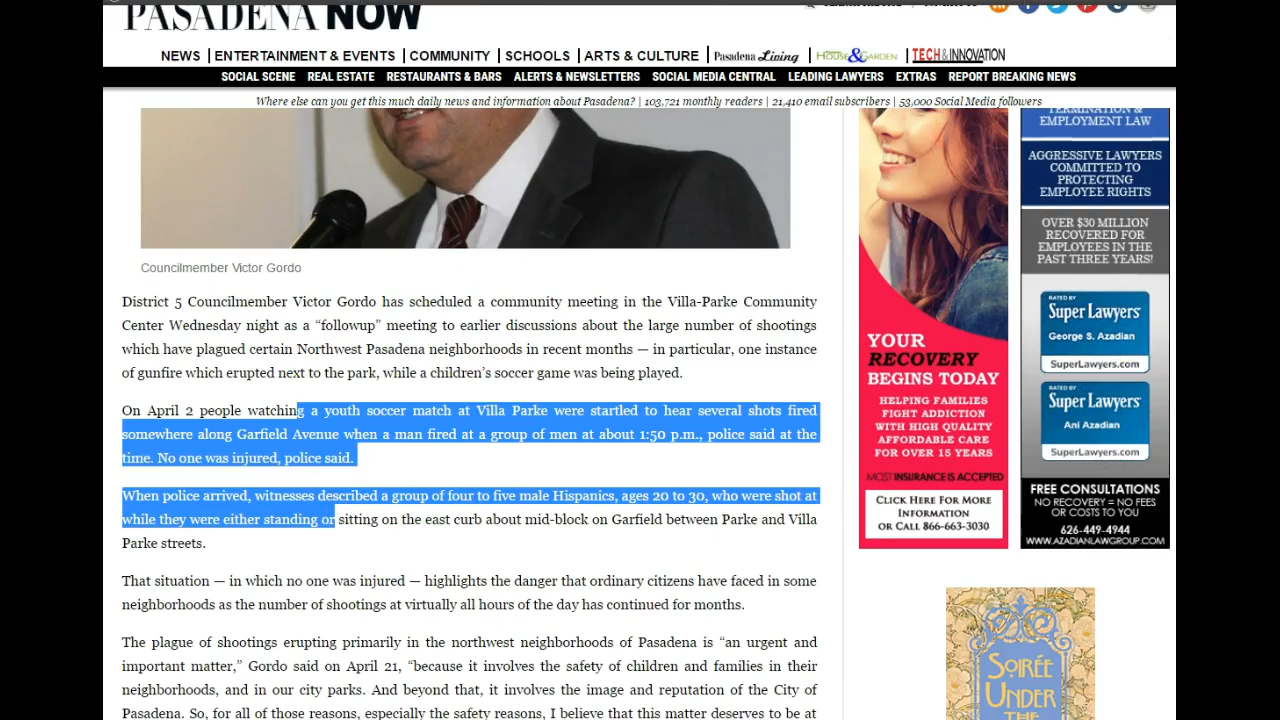 PASADENA NOW
NEWS | ENTERTAINMENT & EVENTS | COMMUNITY | SCHOOLS | ARTS & CULTURE | Pasadena Living | HOUSE & GARDEN | TECH & INNOVATION
SOCIAL SCENE REAL ESTATE RESTAURANTS & BARS ALERTS & NEWSLETTERS SOCIAL MEDIA CENTRAL LEADING LAWYERS EXTRAS REPORT BREAKING NEWS
Where else can you get this much daily news and information about Pasadena? | 103,721 monthly readers | 21,410 email subscribers | 53,000 Social Media followers
Councilmember Victor Gordo
District 5 Councilmember Victor Gordo has scheduled a community meeting in the Villa-Parke Community
Center Wednesday night as a “followup” meeting to earlier discussions about the large number of shootings
which have plagued certain Northwest Pasadena neighborhoods in recent months — in particular, one instance
of gunfire which erupted next to the park, while a children’s soccer game was being played.
On April 2 people watching a youth soccer match at Villa Parke were startled to hear several shots fired
somewhere along Garfield Avenue when a man fired at a group of men at about 1:50 p.m., police said at the
time. No one was injured, police said.
When police arrived, witnesses described a group of four to five male Hispanics, ages 20 to 30, who were shot at
while they were either standing or sitting on the east curb about mid-block on Garfield between Parke and Villa
Parke streets.
That situation — in which no one was injured — highlights the danger that ordinary citizens have faced in some
neighborhoods as the number of shootings at virtually all hours of the day has continued for months.
The plague of shootings erupting primarily in the northwest neighborhoods of Pasadena is “an urgent and
important matter,” Gordo said on April 21, “because it involves the safety of children and families in their
neighborhoods, and in our city parks. And beyond that, it involves the image and reputation of the City of
Pasadena. So, for all of those reasons, especially the safety reasons, I believe that this matter deserves to be at
YOUR
RECOVERY
BEGINS TODAY
HELPING FAMILIES
FIGHT ADDICTION
WITH HIGH QUALITY
AFFORDABLE CARE
FOR OVER 15 YEARS
MOST INSURANCE IS ACCEPTED
CLICK HERE FOR MORE
INFORMATION
OR CALL 866-663-3030
TERMINATION &
EMPLOYMENT LAW
AGGRESSIVE LAWYERS
COMMITTED TO
PROTECTING
EMPLOYEE RIGHTS
OVER $30 MILLION
RECOVERED FOR
EMPLOYEES IN THE
PAST THREE YEARS!
RATED BY
Super Lawyers
George S. Azadian
SuperLawyers.com
RATED BY
Super Lawyers
Ani Azadian
SuperLawyers.com
FREE CONSULTATIONS
NO RECOVERY = NO FEES
OR COSTS TO YOU
626-449-4944
WWW.AZADIANLAWGROUP.COM
SOIRÉE
UNDER
THE